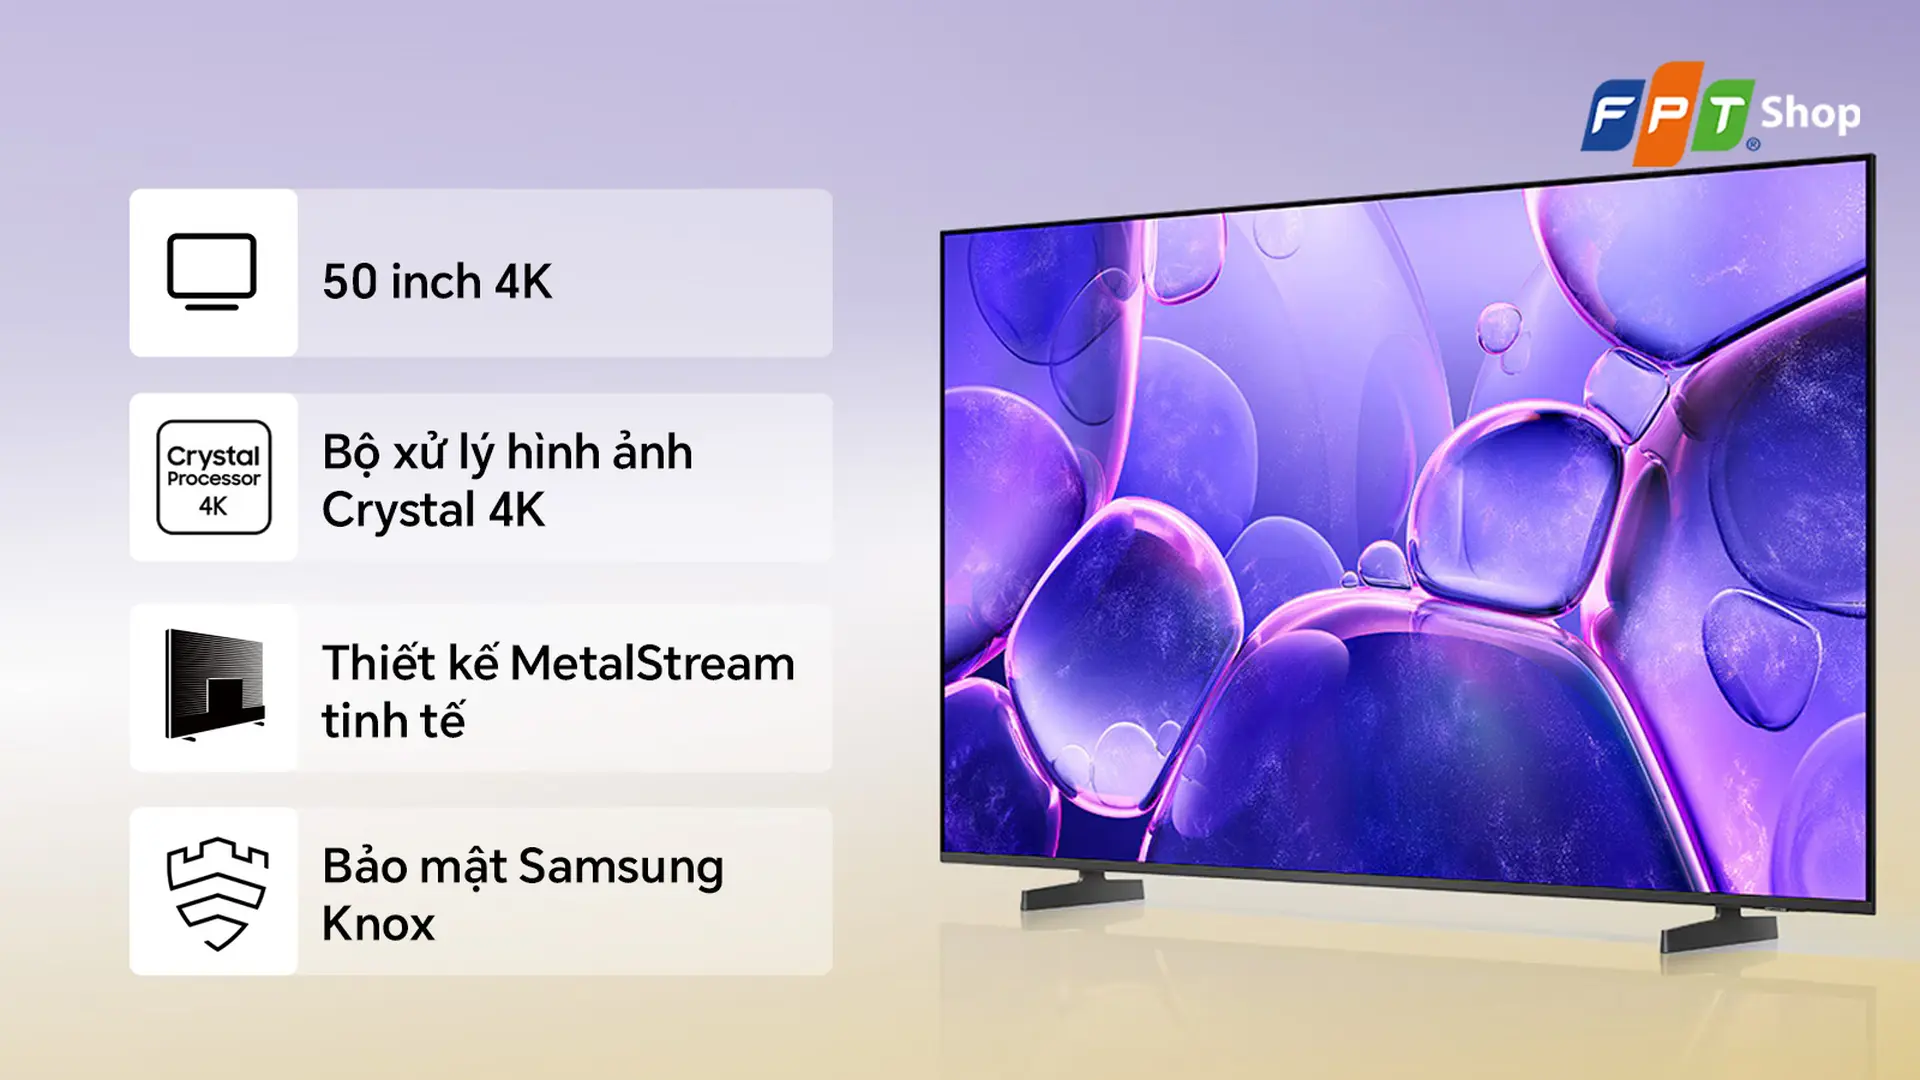 FPT Shop
50 inch 4K
Crystal
Processor
4K
Bộ xử lý hình ảnh
Crystal 4K
Thiết kế MetalStream
tinh tế
Bảo mật Samsung
Knox